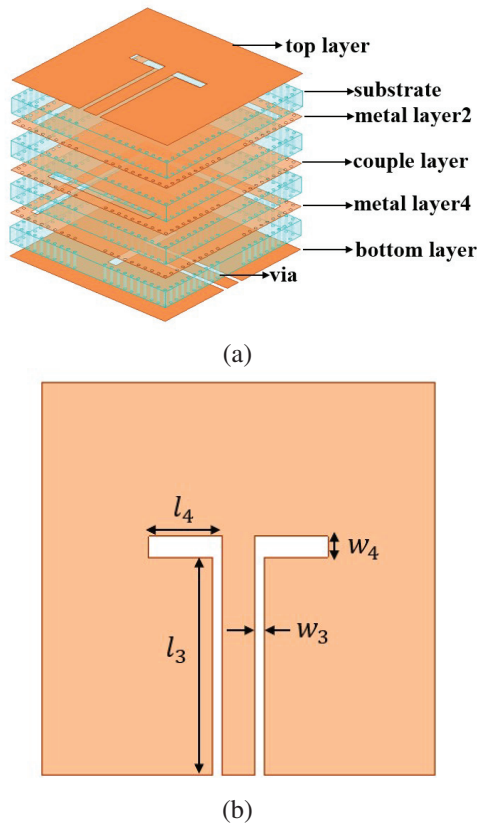 top layer
substrate
metal layer2
couple layer
metal layer4
bottom layer
via
(a)
l₄
w₄
l₃
w₃
(b)